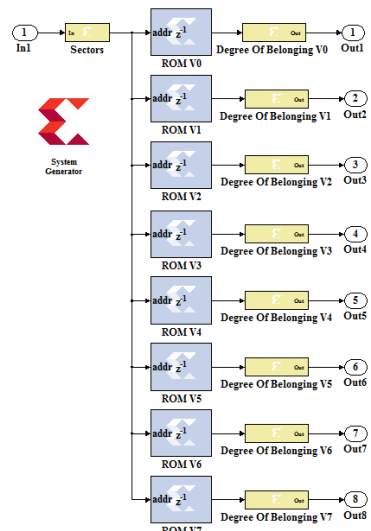 1
In1
In
Sectors
addr z-1
ROM V0
Out
Degree Of Belonging V0
1
Out1
System
Generator
addr z-1
ROM V1
Out
Degree Of Belonging V1
2
Out2
addr z-1
ROM V2
Out
Degree Of Belonging V2
3
Out3
addr z-1
ROM V3
Out
Degree Of Belonging V3
4
Out4
addr z-1
ROM V4
Out
Degree Of Belonging V4
5
Out5
addr z-1
ROM V5
Out
Degree Of Belonging V5
6
Out6
addr z-1
ROM V6
Out
Degree Of Belonging V6
7
Out7
addr z-1
ROM V7
Out
Degree Of Belonging V7
8
Out8